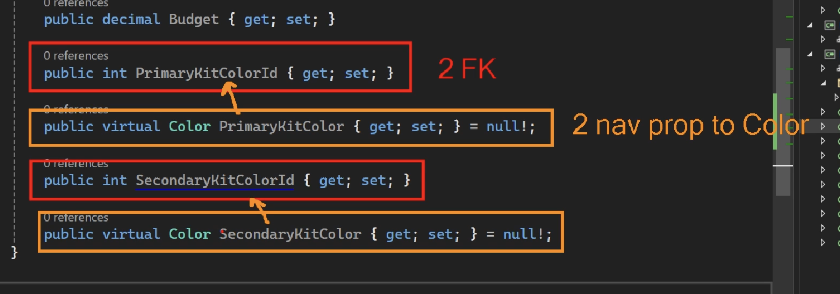 0 references
public decimal Budget { get; set; }
0 references
public int PrimaryKitColorId { get; set; }
2 FK
0 references
public virtual Color PrimaryKitColor { get; set; } = null!;
2 nav prop to Color
0 references
public int SecondaryKitColorId { get; set; }
0 references
public virtual Color SecondaryKitColor { get; set; } = null!;
}